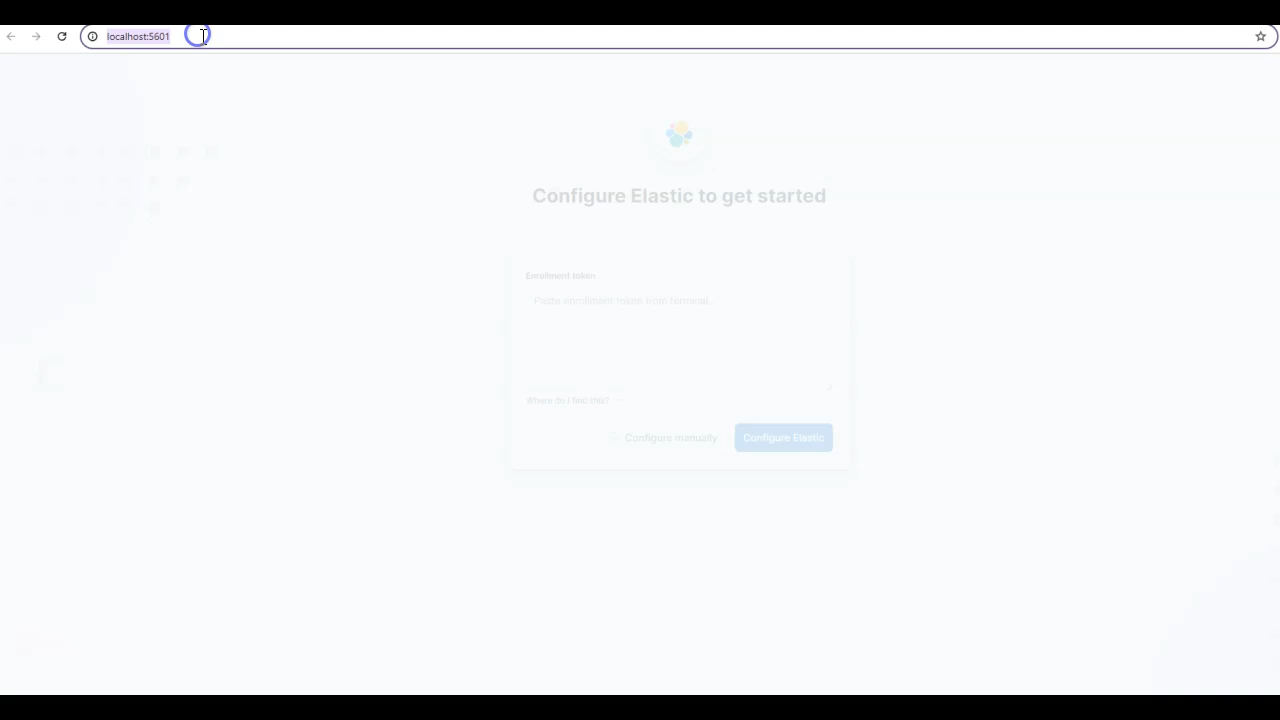 localhost:5601
Configure Elastic to get started
Enrollment token
Paste enrollment token from terminal.
Where do I find this?
Configure manually
Configure Elastic